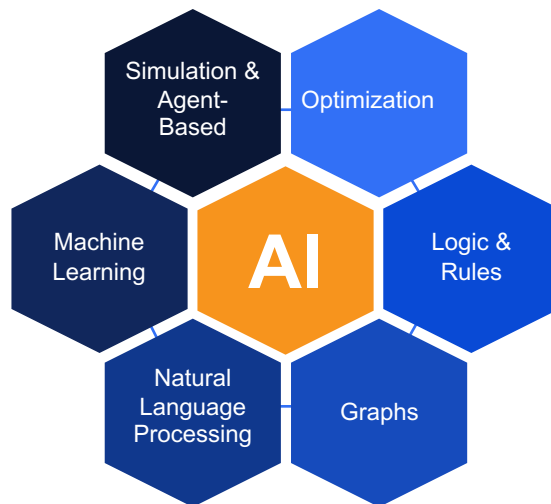 Simulation &
Agent-
Based
Optimization
Machine
Learning
AI
Logic &
Rules
Natural
Language
Processing
Graphs